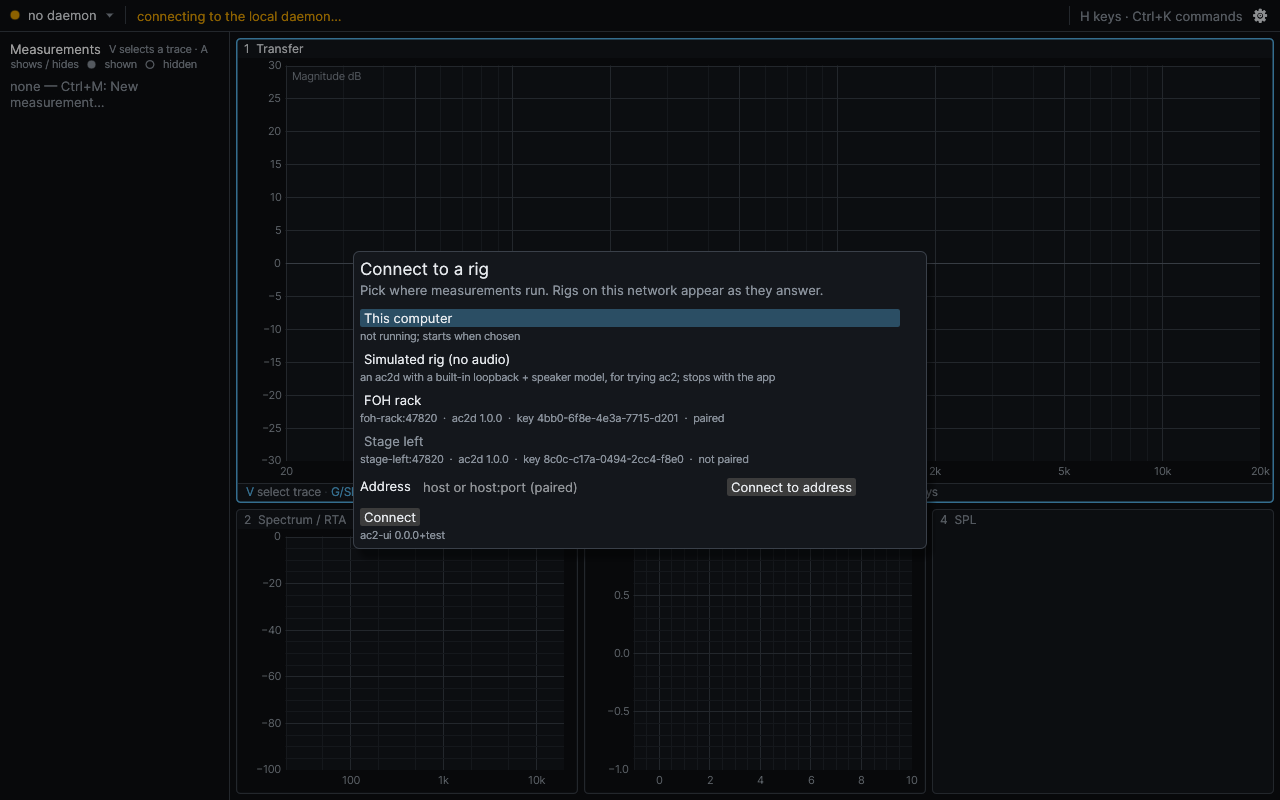 no daemon
connecting to the local daemon...
H keys · Ctrl+K commands
Measurements V selects a trace · A
shows / hides shown hidden
none — Ctrl+M: New
measurement...
1 Transfer
Magnitude dB
30
25
20
15
10
5
0
−5
−10
−15
−20
−25
−30
20
2k
5k
10k
20k
V select trace · G/S
ys
Connect to a rig
Pick where measurements run. Rigs on this network appear as they answer.
This computer
not running; starts when chosen
Simulated rig (no audio)
an ac2d with a built-in loopback + speaker model, for trying ac2; stops with the app
FOH rack
foh-rack:47820 · ac2d 1.0.0 · key 4bb0-6f8e-4e3a-7715-d201 · paired
Stage left
stage-left:47820 · ac2d 1.0.0 · key 8c0c-c17a-0494-2cc4-f8e0 · not paired
Address host or host:port (paired) Connect to address
Connect
ac2-ui 0.0.0+test
2 Spectrum / RTA
0
−20
−40
−60
−80
−100
100
1k
10k
0.5
0.0
−0.5
−1.0
0
2
4
6
8
10
4 SPL